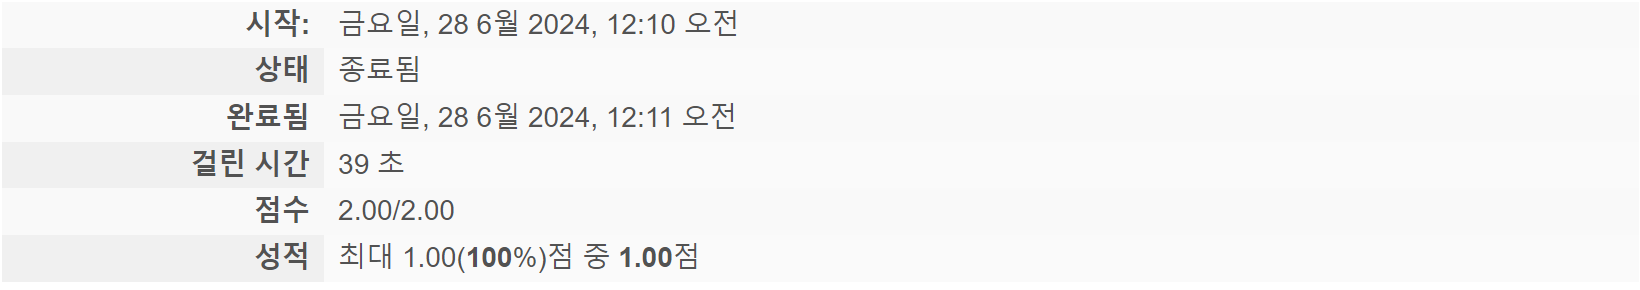 시작: 금요일, 28 6월 2024, 12:10 오전
상태 종료됨
완료됨 금요일, 28 6월 2024, 12:11 오전
걸린 시간 39 초
점수 2.00/2.00
성적 최대 1.00(100%)점 중 1.00점